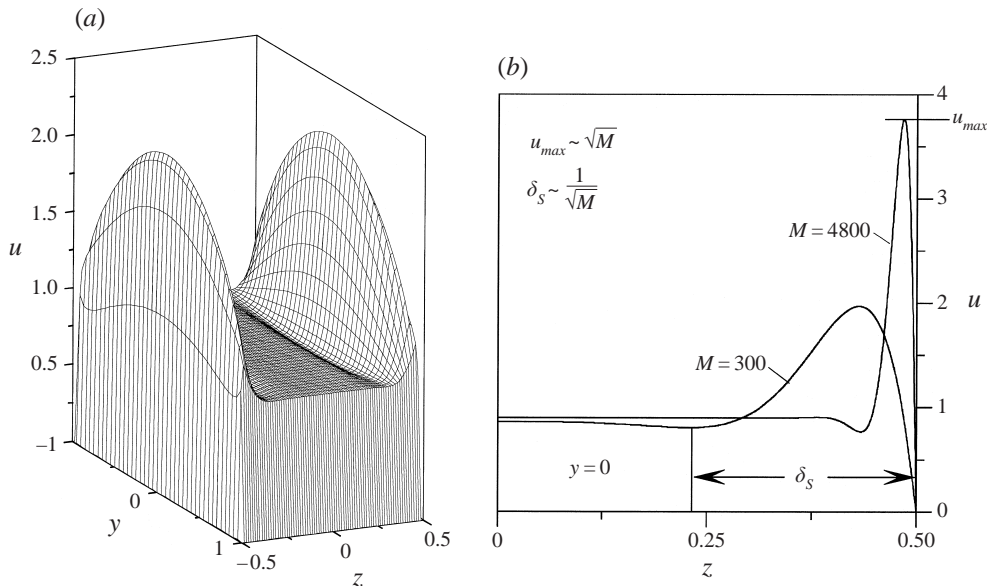 (a)
2.5
2.0
1.5
u
1.0
0.5
–1
0
y
1
–0.5
0
z
0.5
(b)
4
u_max ~ √M
u_max
δ_S ~ 1/√M
3
M = 4800
2
u
M = 300
1
y = 0
δ_S
0
0
0.25
0.50
z